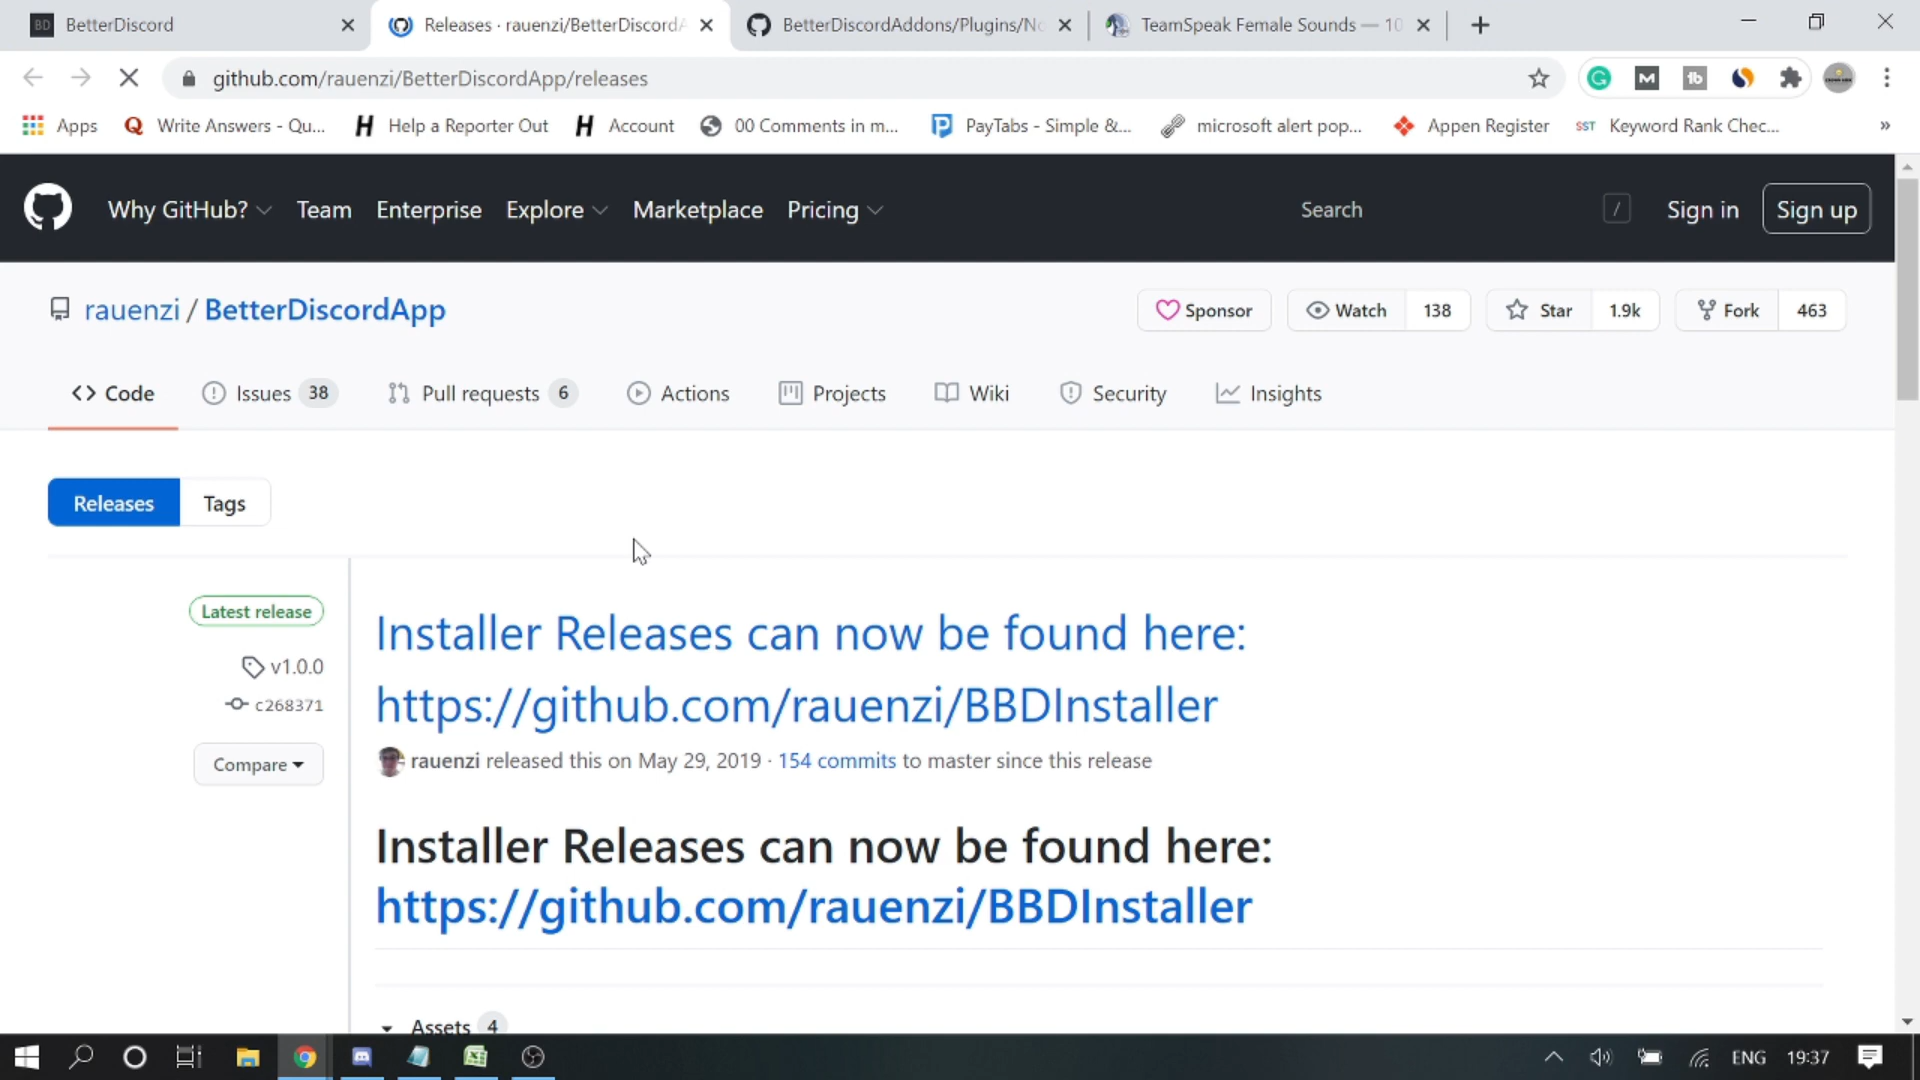 BD BetterDiscord
Releases · rauenzi/BetterDiscordA
BetterDiscordAddons/Plugins/No
TeamSpeak Female Sounds — 10
github.com/rauenzi/BetterDiscordApp/releases
Apps Write Answers - Qu... Help a Reporter Out Account 00 Comments in m... PayTabs - Simple &... microsoft alert pop... Appen Register SST Keyword Rank Chec... »
Why GitHub? Team Enterprise Explore Marketplace Pricing Search / Sign in Sign up
rauenzi / BetterDiscordApp
Sponsor Watch 138 Star 1.9k Fork 463
Code Issues 38 Pull requests 6 Actions Projects Wiki Security Insights
Releases Tags
Latest release
v1.0.0
c268371
Compare
Installer Releases can now be found here:
https://github.com/rauenzi/BBDInstaller
rauenzi released this on May 29, 2019 · 154 commits to master since this release
Installer Releases can now be found here:
https://github.com/rauenzi/BBDInstaller
Assets 4
ENG 19:37